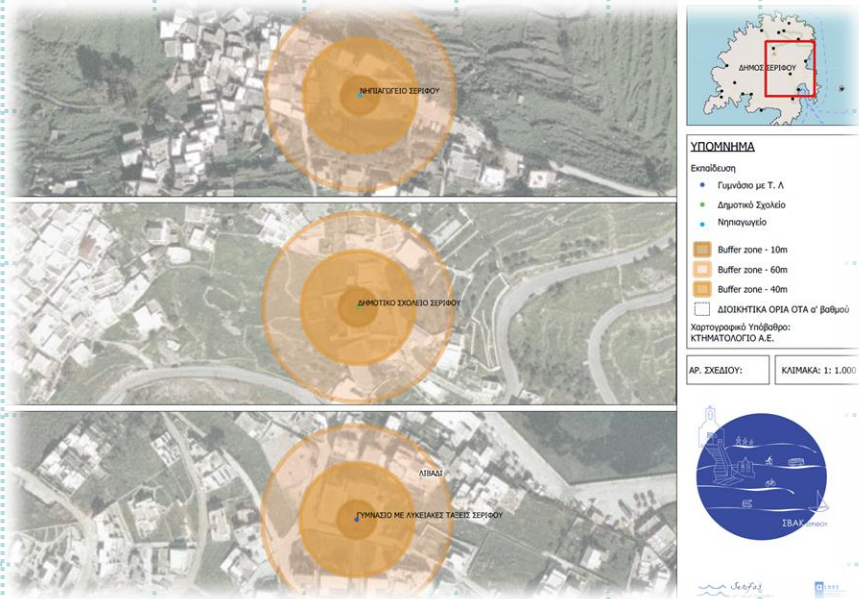 ΝΗΠΙΑΓΩΓΕΙΟ ΣΕΡΙΦΟΥ
ΔΗΜΟΤΙΚΟ ΣΧΟΛΕΙΟ ΣΕΡΙΦΟΥ
ΛΙΒΑΔΙ
ΓΥΜΝΑΣΙΟ ΜΕ ΛΥΚΕΙΑΚΕΣ ΤΑΞΕΙΣ ΣΕΡΙΦΟΥ
ΔΗΜΟΣ ΣΕΡΙΦΟΥ
ΥΠΟΜΝΗΜΑ
Εκπαίδευση
Γυμνάσιο με Τ. Λ
Δημοτικό Σχολείο
Νηπιαγωγείο
Buffer zone - 10m
Buffer zone - 60m
Buffer zone - 40m
ΔΙΟΙΚΗΤΙΚΑ ΟΡΙΑ ΟΤΑ α' βαθμού
Χαρτογραφικό Υπόβαθρο:
ΚΤΗΜΑΤΟΛΟΓΙΟ Α.Ε.
ΑΡ. ΣΧΕΔΙΟΥ:
ΚΛΙΜΑΚΑ: 1: 1.000
ΣΒΑΚ ΣΕΡΙΦΟΥ
Serifos